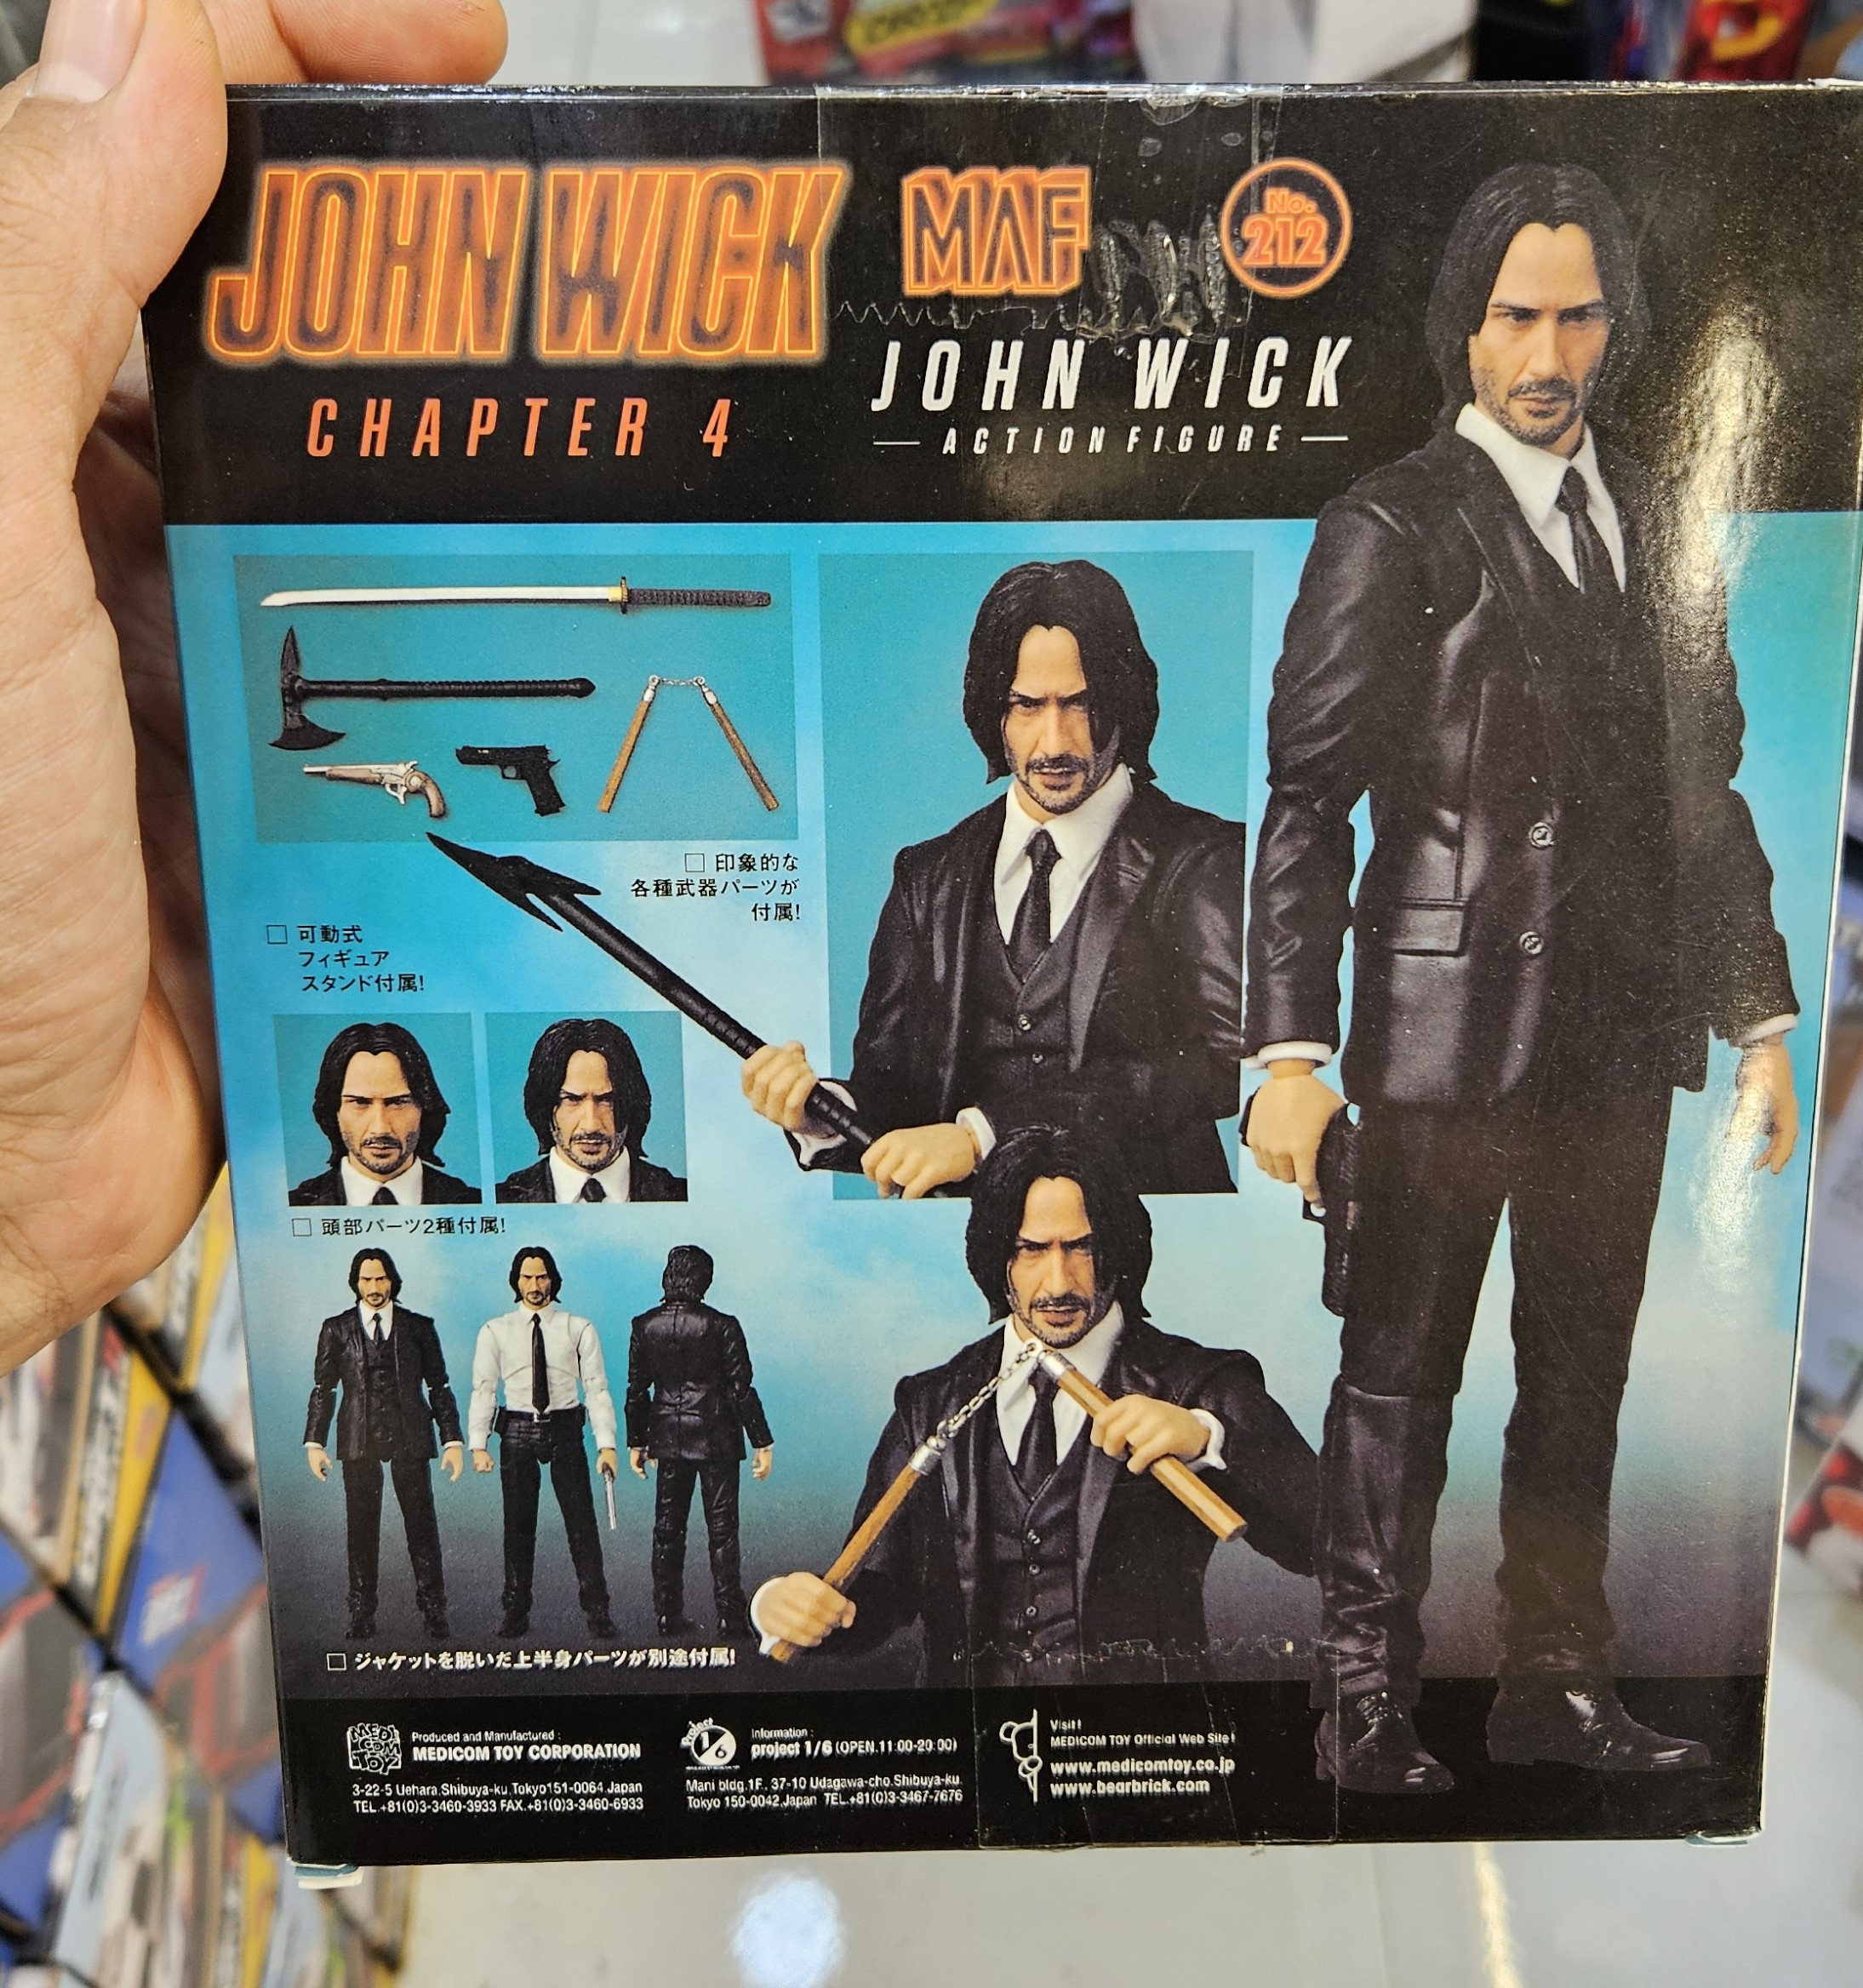 JOHN WICK
CHAPTER 4
MAF
No.
212
JOHN WICK
ACTION FIGURE
□ 印象的な
各種武器パーツが
付属!
□ 可動式
フィギュア
スタンド付属!
□ 頭部パーツ2種付属!
□ ジャケットを脱いだ上半身パーツが別途付属!
MEDI
COM
TOY
Produced and Manufactured :
MEDICOM TOY CORPORATION
3-22-5 Uehara.Shibuya-ku.Tokyo151-0064.Japan
TEL.+81(0)3-3460-3933 FAX.+81(0)3-3460-6933
Project
1/6
Information :
project 1/6 (OPEN.11:00-20:00)
Mani bldg.1F., 37-10 Udagawa-cho.Shibuya-ku.
Tokyo 150-0042.Japan TEL.+81(0)3-3467-7676
Visit!
MEDICOM TOY Official Web Site!
www.medicomtoy.co.jp
www.bearbrick.com